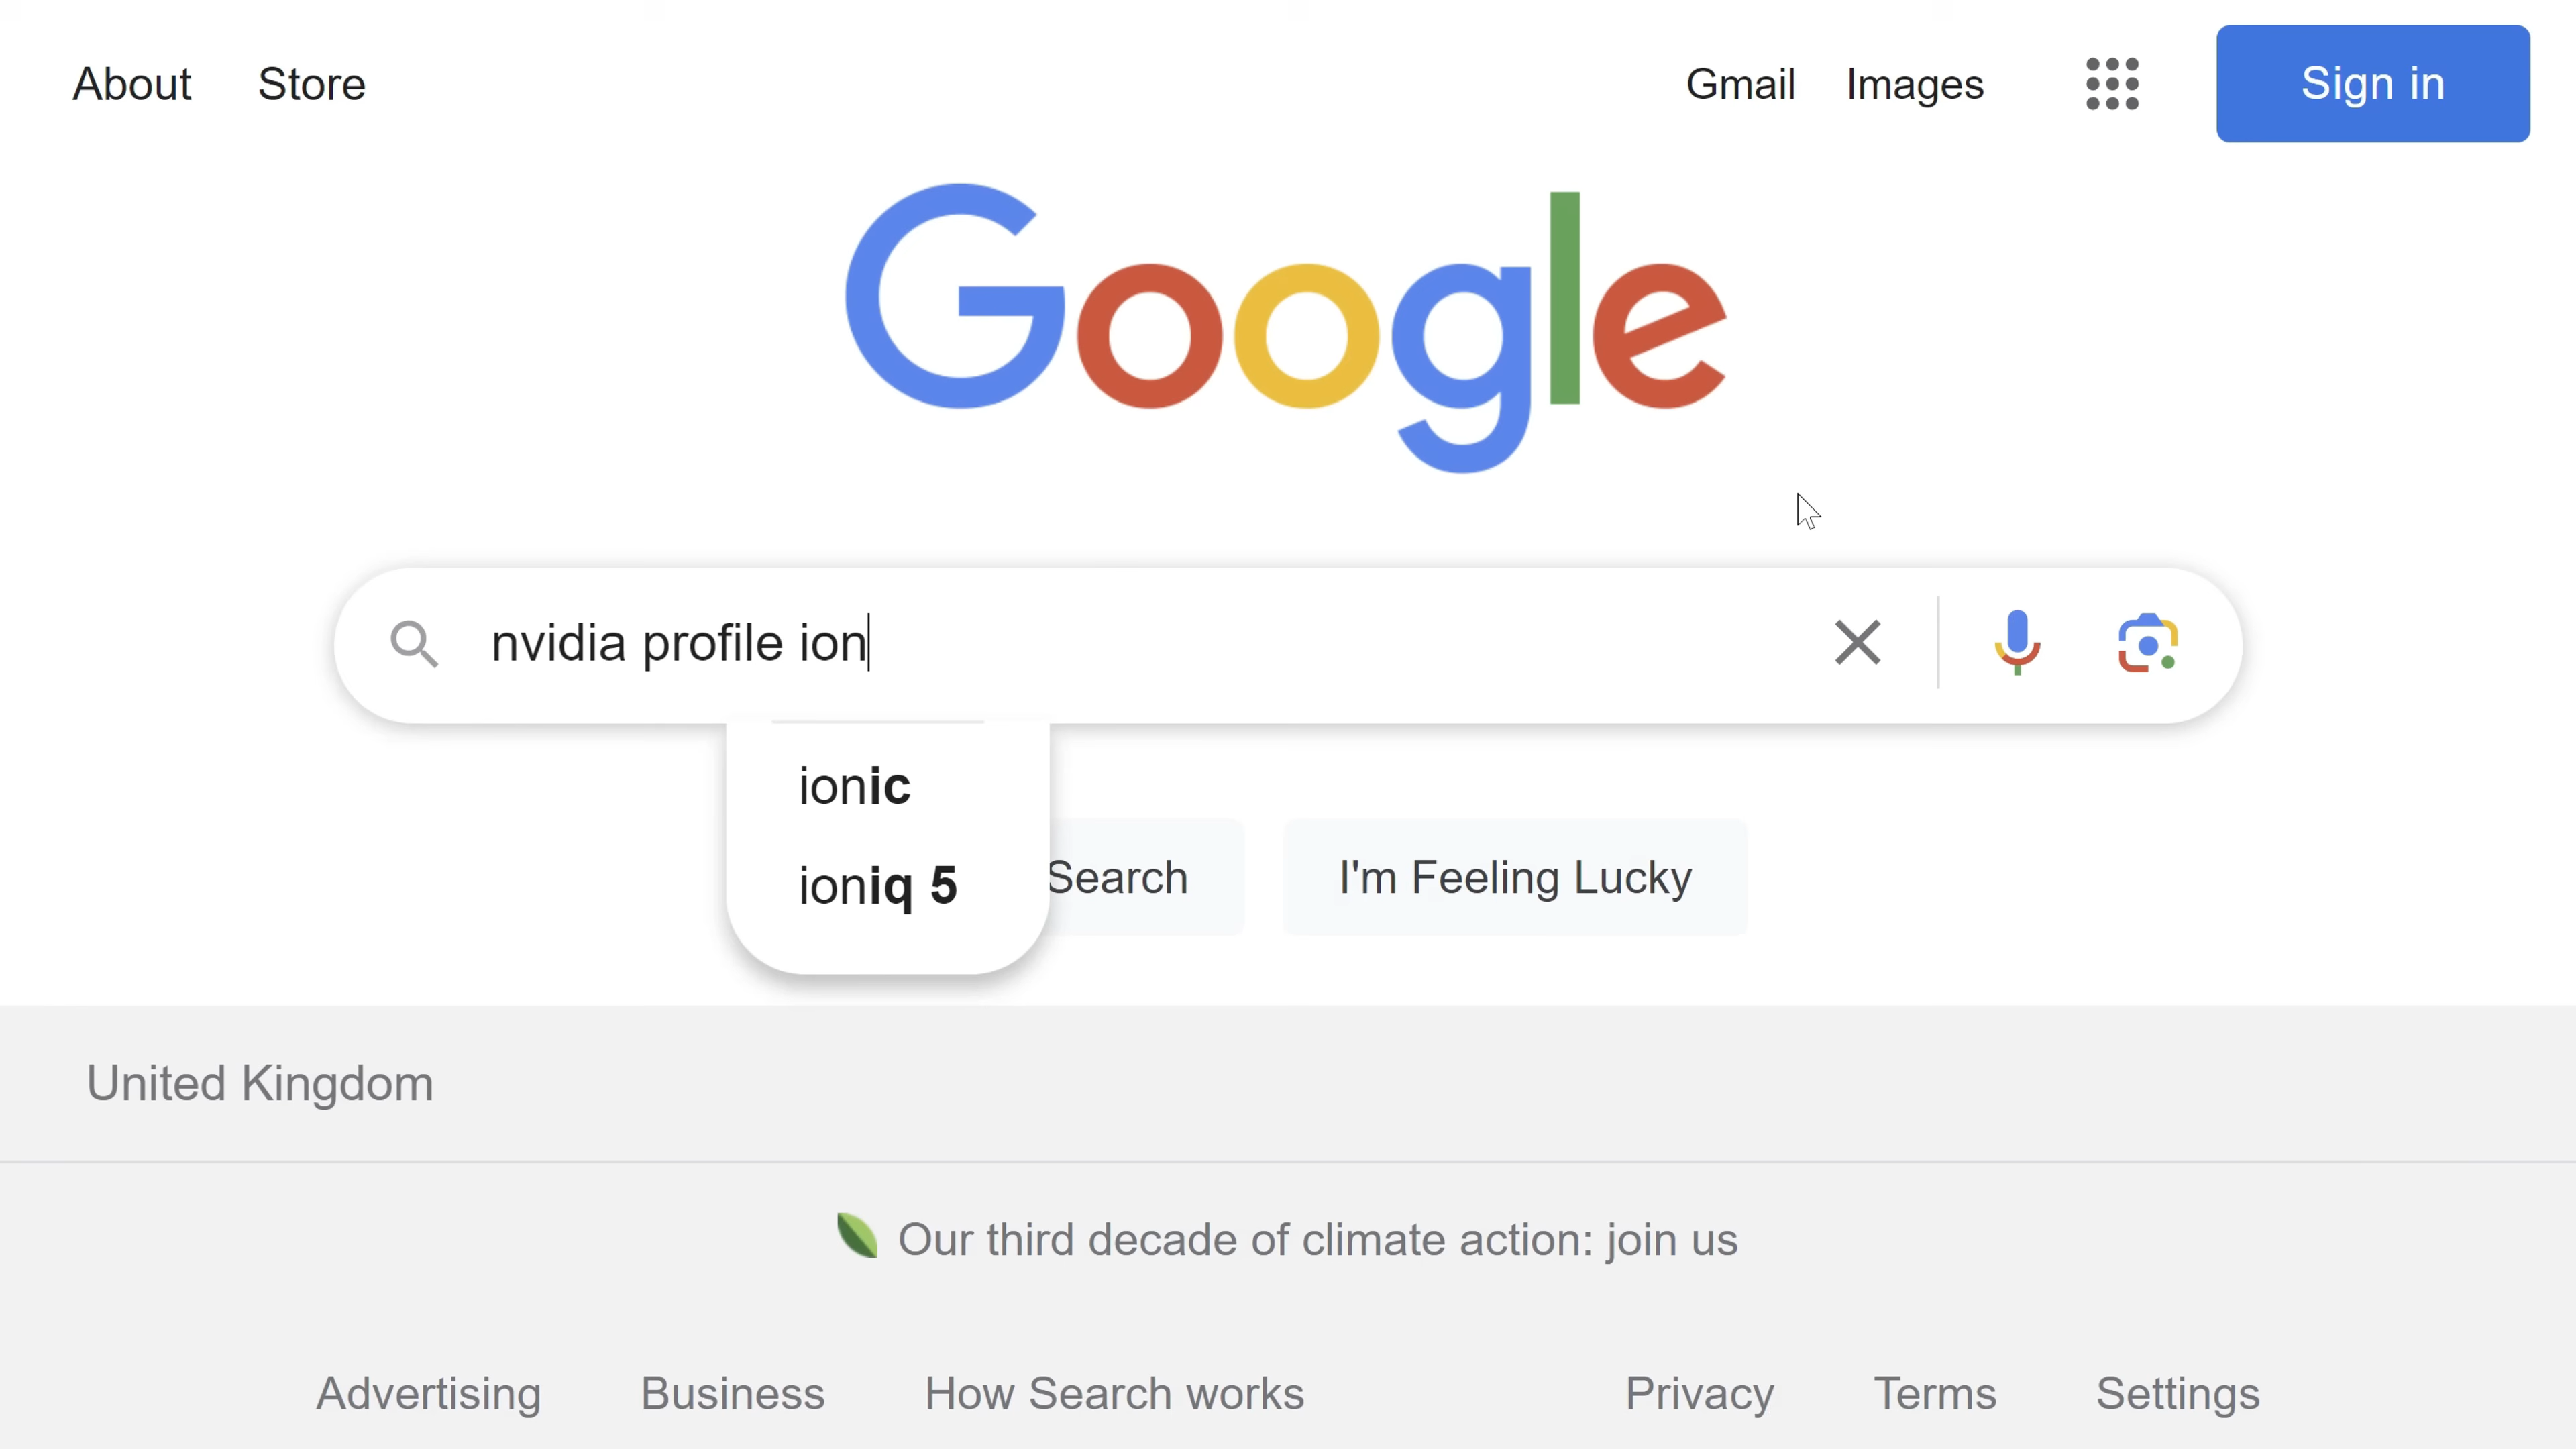 About Store Gmail Images Sign in
Google
nvidia profile ion
ionic
ioniq 5
Search I'm Feeling Lucky
United Kingdom
Our third decade of climate action: join us
Advertising Business How Search works Privacy Terms Settings